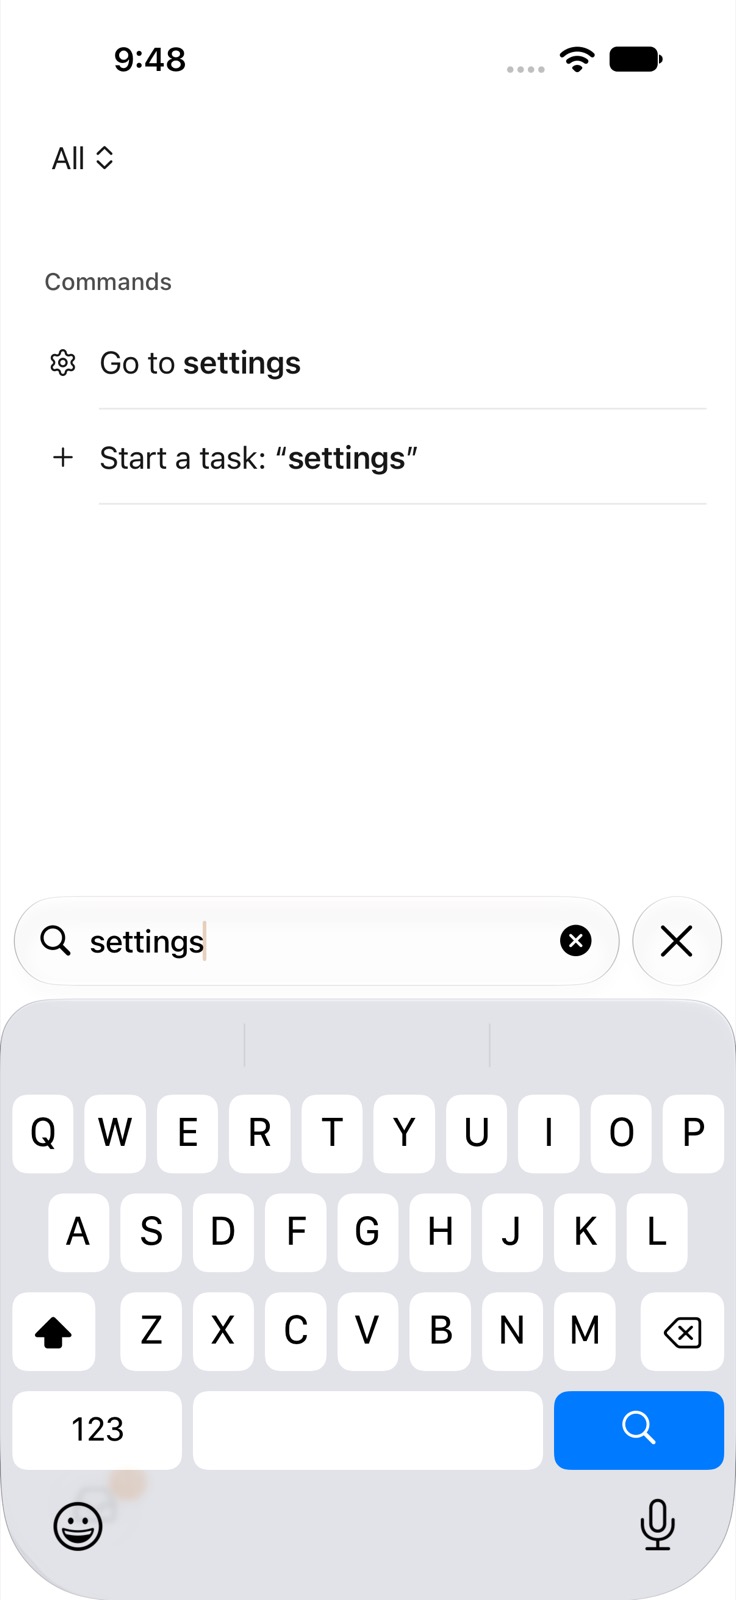 9:48
All
Commands
Go to settings
Start a task: “settings”
settings
Q W E R T Y U I O P
A S D F G H J K L
Z X C V B N M
123